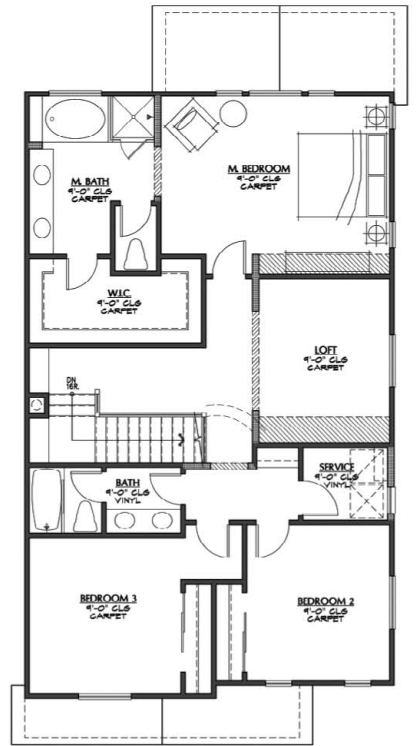 M. BATH
9'-0" CLG
CARPET
M. BEDROOM
9'-0" CLG
CARPET
W.I.C.
9'-0" CLG
CARPET
LOFT
9'-0" CLG
CARPET
DN
16R.
BATH
9'-0" CLG
VINYL
SERVICE
9'-0" CLG
VINYL
BEDROOM 3
9'-0" CLG
CARPET
BEDROOM 2
9'-0" CLG
CARPET